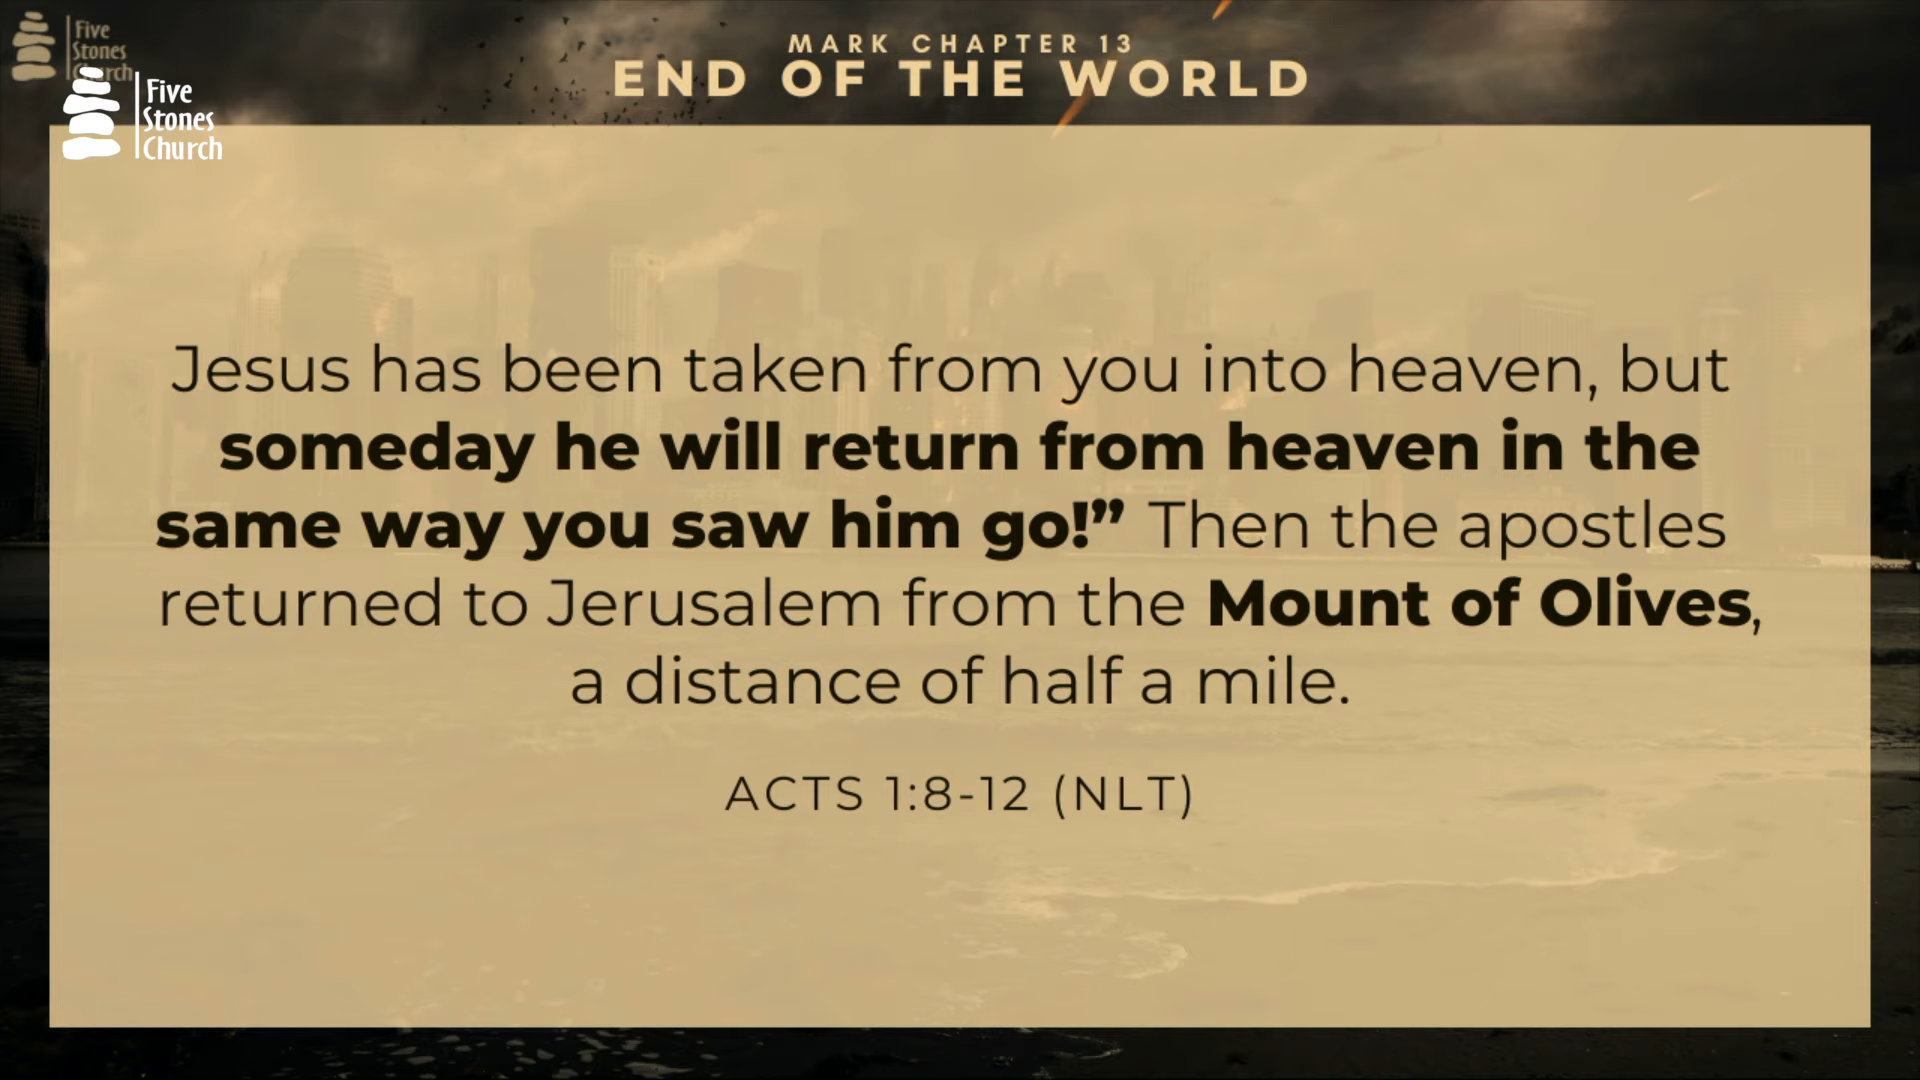 Five
Stones
Church
Five
Stones
Church
MARK CHAPTER 13
END OF THE WORLD
Jesus has been taken from you into heaven, but
someday he will return from heaven in the
same way you saw him go!” Then the apostles
returned to Jerusalem from the Mount of Olives,
a distance of half a mile.
ACTS 1:8-12 (NLT)